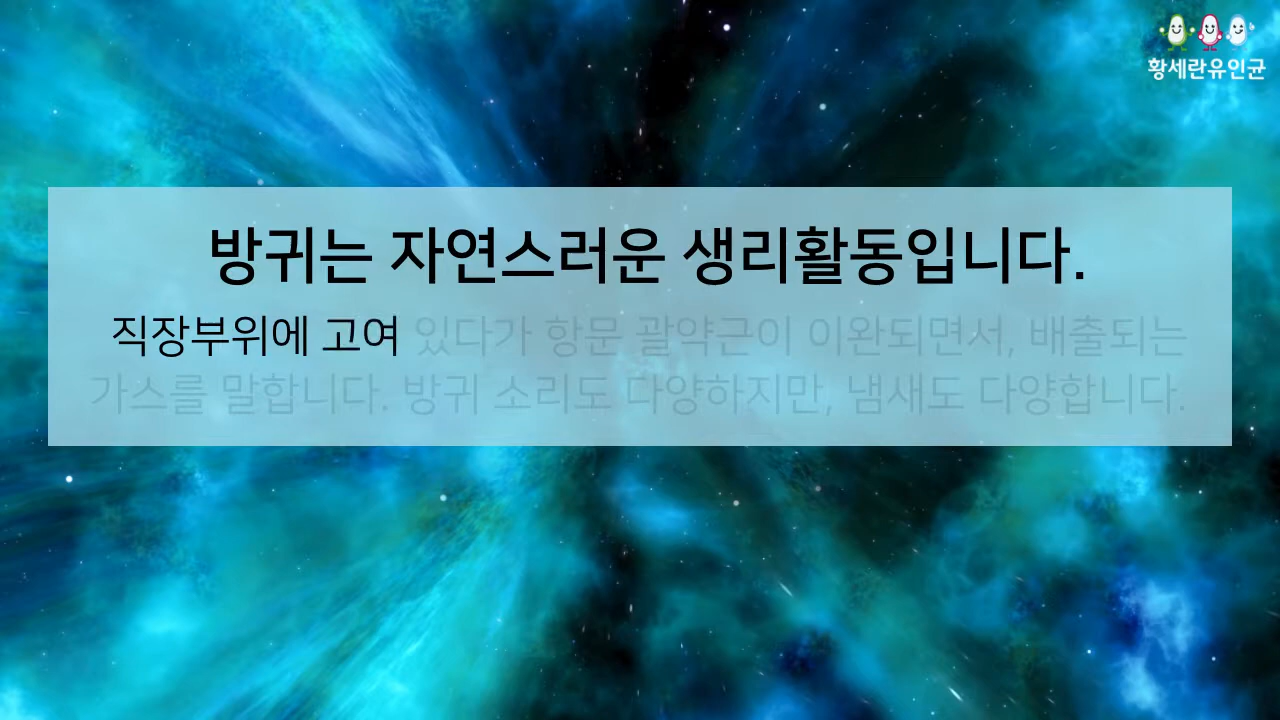 황세란유인균
방귀는 자연스러운 생리활동입니다.
직장부위에 고여 있다가 항문 괄약근이 이완되면서, 배출되는
가스를 말합니다. 방귀 소리도 다양하지만, 냄새도 다양합니다.